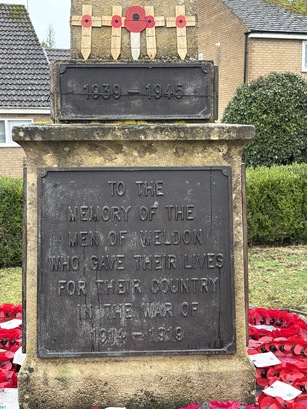 1939 - 1945
TO THE
MEMORY OF THE
MEN OF WELDON
WHO GAVE THEIR LIVES
FOR THEIR COUNTRY
IN THE WAR OF
1914 - 1919